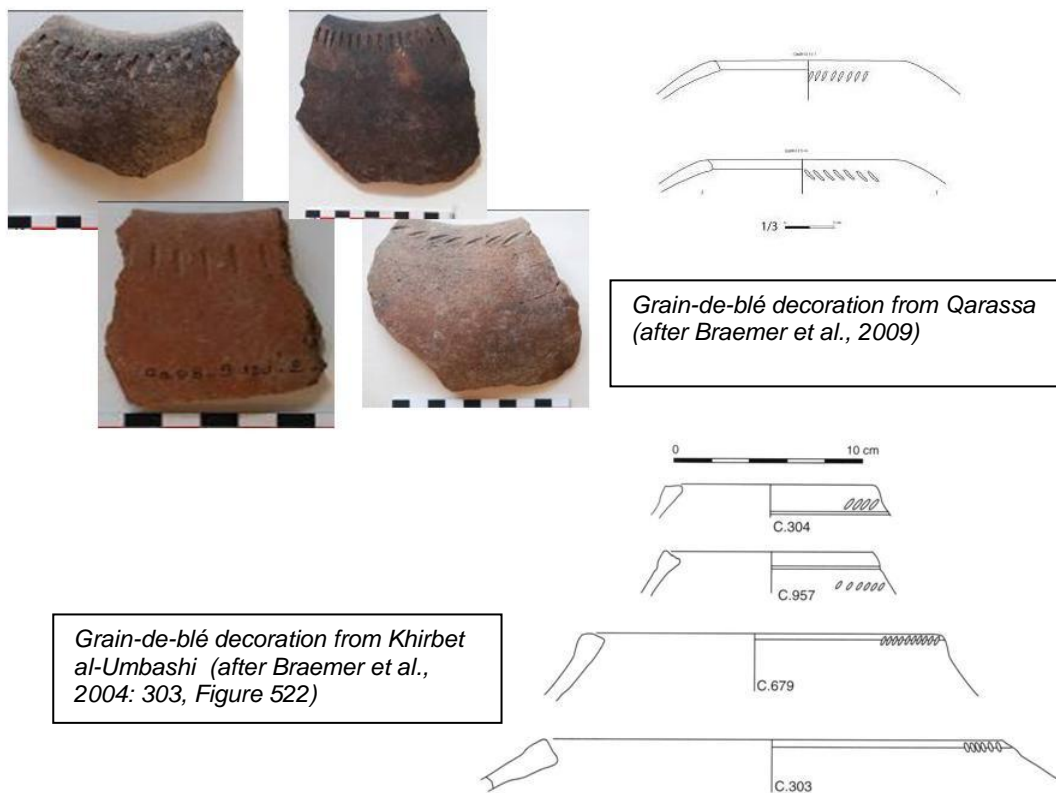 1/3
Grain-de-blé decoration from Qarassa
(after Braemer et al., 2009)
0 10 cm
C.304
C.957
Grain-de-blé decoration from Khirbet
al-Umbashi (after Braemer et al.,
2004: 303, Figure 522)
C.679
C.303